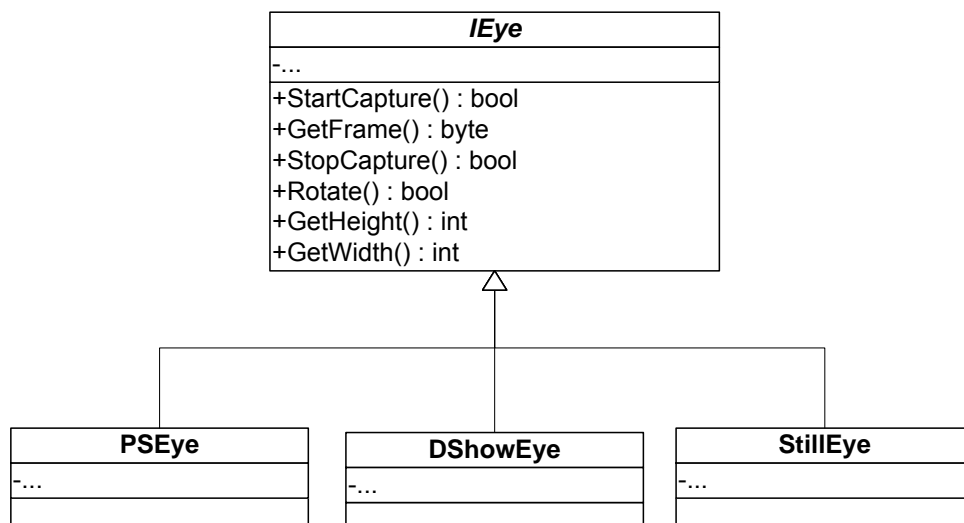 IEye
-...
+StartCapture() : bool
+GetFrame() : byte
+StopCapture() : bool
+Rotate() : bool
+GetHeight() : int
+GetWidth() : int
PSEye
-...
DShowEye
-...
StillEye
-...